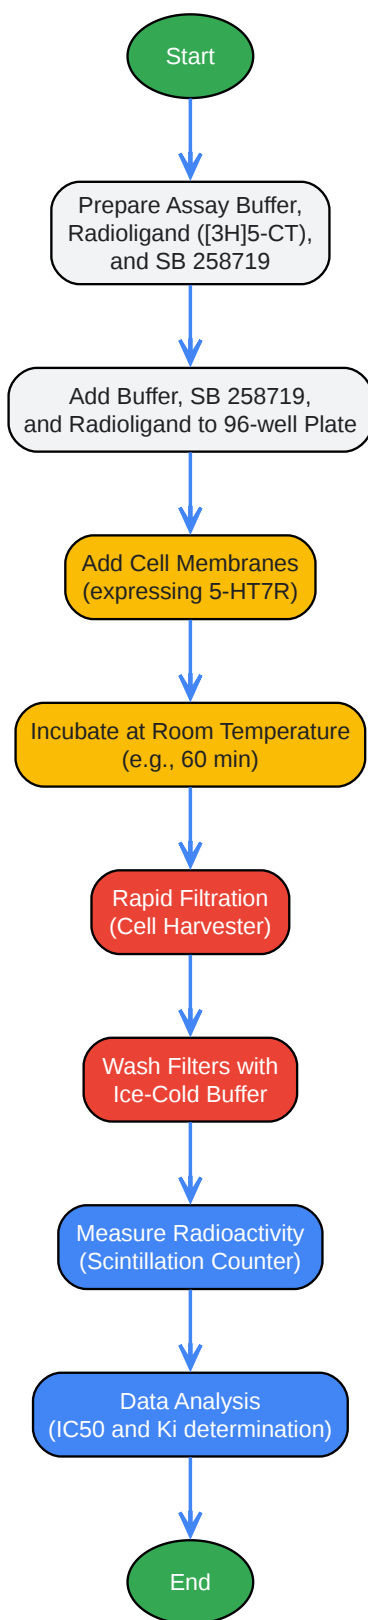 Start
Prepare Assay Buffer,
Radioligand ([3H]5-CT),
and SB 258719
Add Buffer, SB 258719,
and Radioligand to 96-well Plate
Add Cell Membranes
(expressing 5-HT7R)
Incubate at Room Temperature
(e.g., 60 min)
Rapid Filtration
(Cell Harvester)
Wash Filters with
Ice-Cold Buffer
Measure Radioactivity
(Scintillation Counter)
Data Analysis
(IC50 and Ki determination)
End